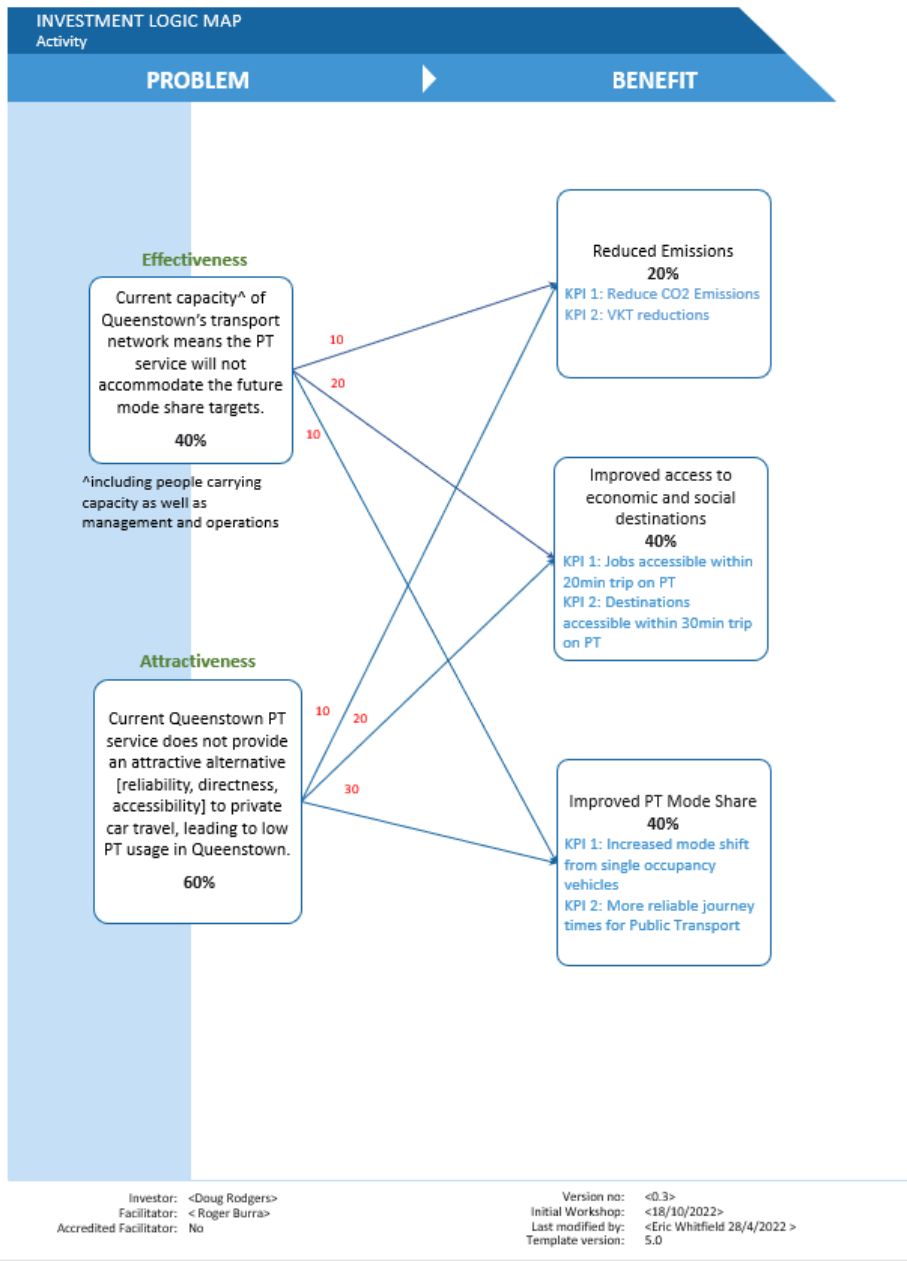 INVESTMENT LOGIC MAP
Activity
PROBLEM
BENEFIT
Effectiveness
Current capacity^ of
Queenstown's transport
network means the PT
service will not
accommodate the future
mode share targets.
40%
^including people carrying
capacity as well as
management and operations
10
20
10
Attractiveness
Current Queenstown PT
service does not provide
an attractive alternative
[reliability, directness,
accessibility] to private
car travel, leading to low
PT usage in Queenstown.
60%
10
20
30
Reduced Emissions
20%
KPI 1: Reduce CO2 Emissions
KPI 2: VKT reductions
Improved access to
economic and social
destinations
40%
KPI 1: Jobs accessible within
20min trip on PT
KPI 2: Destinations
accessible within 30min trip
on PT
Improved PT Mode Share
40%
KPI 1: Increased mode shift
from single occupancy
vehicles
KPI 2: More reliable journey
times for Public Transport
Investor: <Doug Rodgers>
Facilitator: < Roger Burra>
Accredited Facilitator: No
Version no: <0.3>
Initial Workshop: <18/10/2022>
Last modified by: <Eric Whitfield 28/4/2022 >
Template version: 5.0